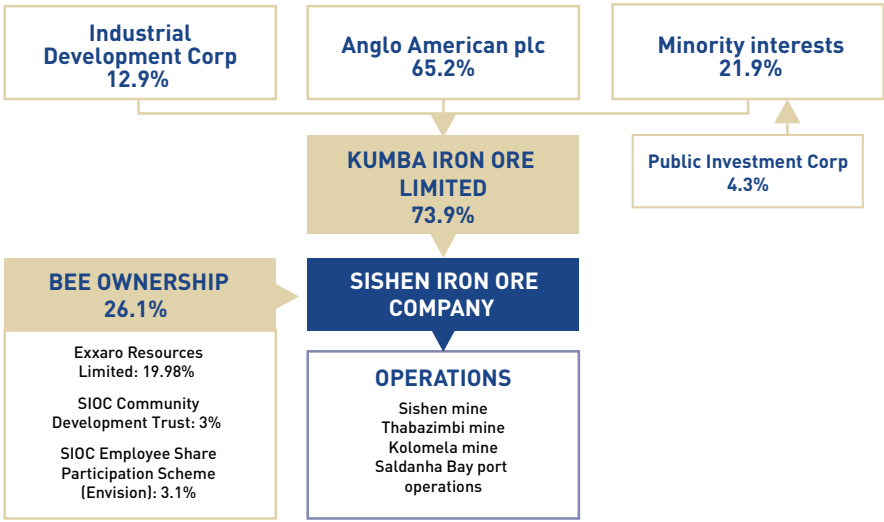 Industrial
Development Corp
12.9%
Anglo American plc
65.2%
Minority interests
21.9%
Public Investment Corp
4.3%
KUMBA IRON ORE
LIMITED
73.9%
BEE OWNERSHIP
26.1%
Exxaro Resources
Limited: 19.98%
SIOC Community
Development Trust: 3%
SIOC Employee Share
Participation Scheme
(Envision): 3.1%
SISHEN IRON ORE
COMPANY
OPERATIONS
Sishen mine
Thabazimbi mine
Kolomela mine
Saldanha Bay port
operations